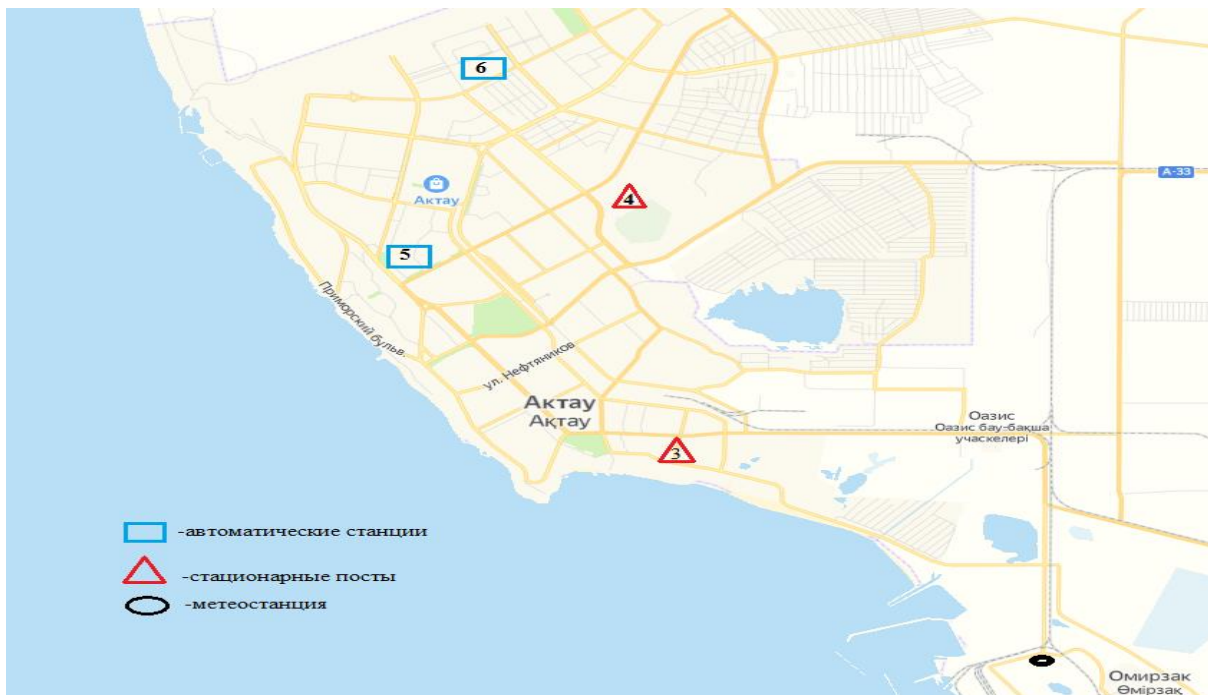 6
4
А-33
Актау
5
Приморский бульв.
ул. Нефтяников
Актау
Ақтау
Оазис
Оазис бау-бақша
учаскелері
3
-автоматические станции
-стационарные посты
-метеостанция
Омирзак
Өмірзақ